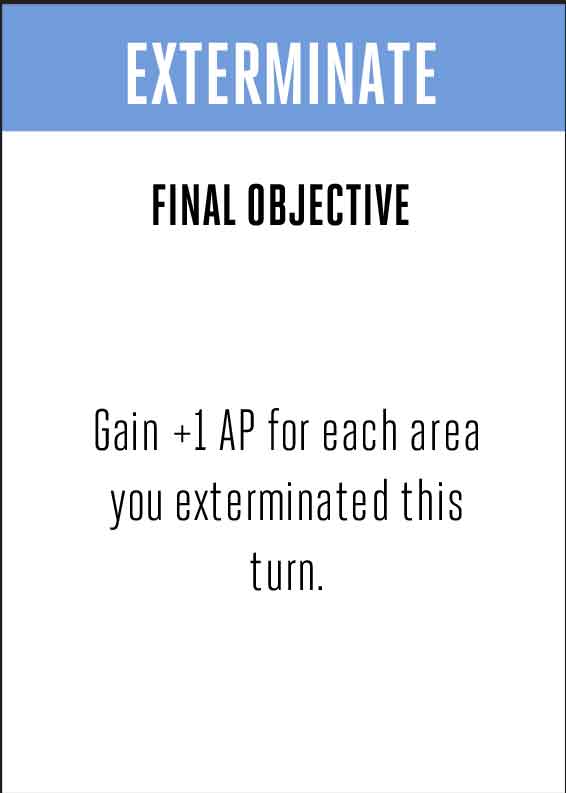 EXTERMINATE
FINAL OBJECTIVE
Gain +1 AP for each area
you exterminated this
turn.